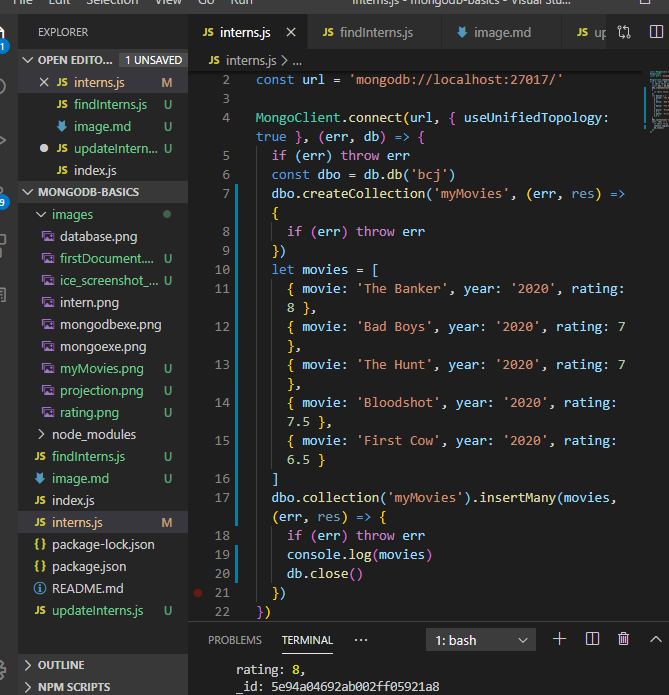 File Edit Selection View Go Run interns.js - mongodb-basics - Visual Stu...
EXPLORER
OPEN EDITO... 1 UNSAVED
JS interns.js M
JS findInterns.js U
image.md U
JS updateIntern... U
JS index.js
MONGODB-BASICS
images
database.png
firstDocument.... U
ice_screenshot_... U
intern.png
mongodbexe.png
mongoexe.png
myMovies.png U
projection.png U
rating.png U
node_modules
JS findInterns.js U
image.md U
JS index.js
JS interns.js M
{} package-lock.json
{} package.json
README.md
JS updateInterns.js U
OUTLINE
NPM SCRIPTS
1
9
JS interns.js JS findInterns.js image.md JS up
JS interns.js > ...
2 const url = 'mongodb://localhost:27017/'
3
4 MongoClient.connect(url, { useUnifiedTopology:
true }, (err, db) => {
5 if (err) throw err
6 const dbo = db.db('bcj')
7 dbo.createCollection('myMovies', (err, res) =>
{
8 if (err) throw err
9 })
10 let movies = [
11 { movie: 'The Banker', year: '2020', rating:
8 },
12 { movie: 'Bad Boys', year: '2020', rating: 7
},
13 { movie: 'The Hunt', year: '2020', rating: 7
},
14 { movie: 'Bloodshot', year: '2020', rating:
7.5 },
15 { movie: 'First Cow', year: '2020', rating:
6.5 }
16 ]
17 dbo.collection('myMovies').insertMany(movies,
(err, res) => {
18 if (err) throw err
19 console.log(movies)
20 db.close()
21 })
22 })
PROBLEMS TERMINAL ... 1: bash
rating: 8,
_id: 5e94a04692ab002ff05921a8